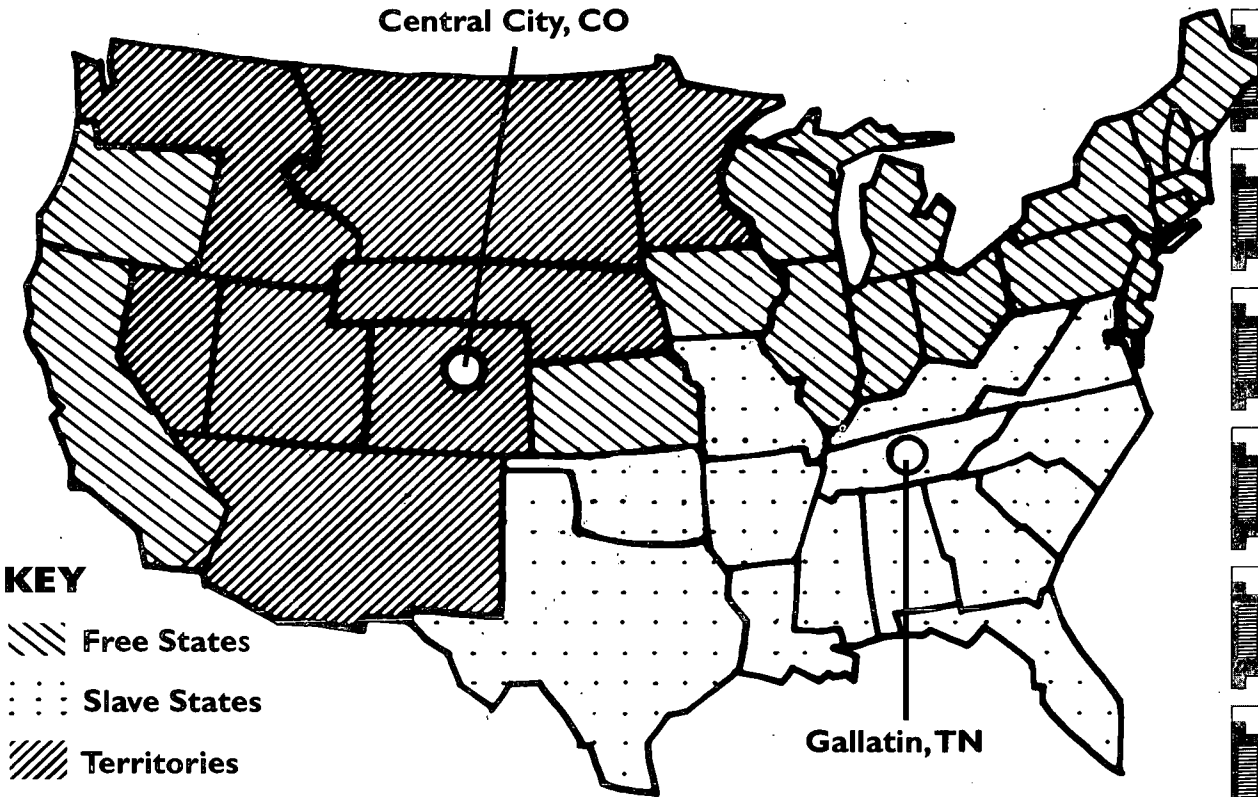 Central City, CO
KEY
Free States
Slave States
Territories
Gallatin, TN